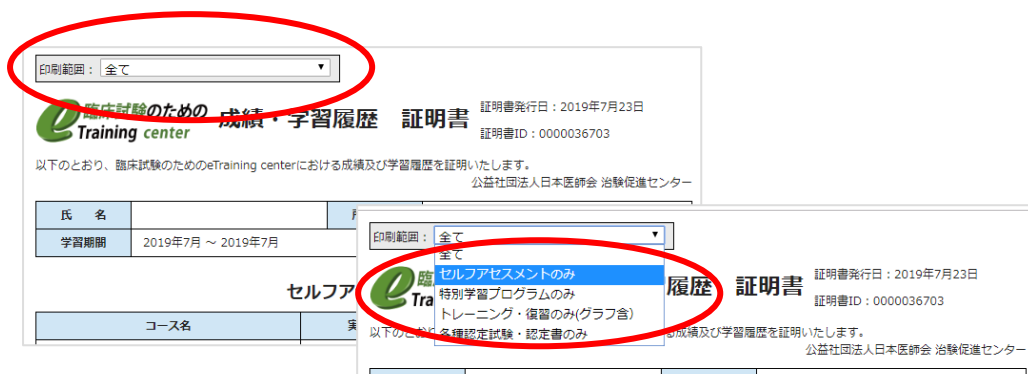 印刷範囲： 全て
臨床試験のための
Training center
成績・学習履歴 証明書
証明書発行日：2019年7月23日
証明書ID：0000036703
以下のとおり、臨床試験のためのeTraining centerにおける成績及び学習履歴を証明いたします。
公益社団法人日本医師会 治験促進センター
氏 名
学習期間 2019年7月 ～ 2019年7月
セルフア
コース名
印刷範囲： 全て
全て
セルフアセスメントのみ
特別学習プログラムのみ
トレーニング・復習のみ(グラフ含)
各種認定試験・認定書のみ
臨
Tra
履歴 証明書
証明書発行日：2019年7月23日
証明書ID：0000036703
以下のとおり
る成績及び学習履歴を証明いたします。
公益社団法人日本医師会 治験促進センター